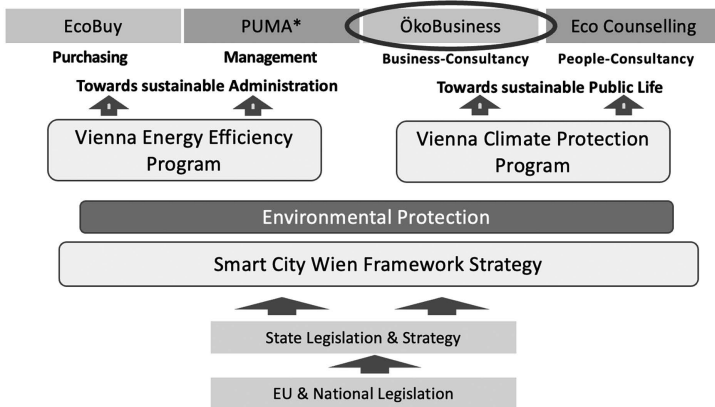 EcoBuy
PUMA*
ÖkoBusiness
Eco Counselling
Purchasing
Management
Business-Consultancy
People-Consultancy
Towards sustainable Administration
Towards sustainable Public Life
Vienna Energy Efficiency
Program
Vienna Climate Protection
Program
Environmental Protection
Smart City Wien Framework Strategy
State Legislation & Strategy
EU & National Legislation